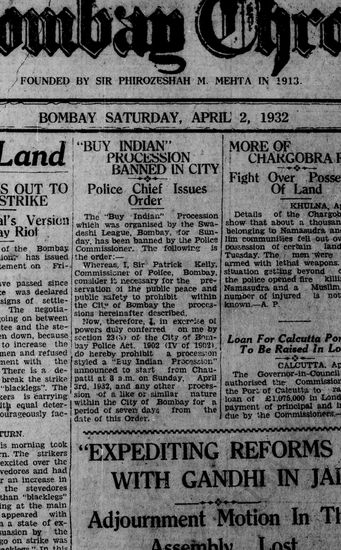 Bombay Chro
FOUNDED BY SIR PHIROZESHAH M. MEHTA IN 1913.
BOMBAY SATURDAY, APRIL 2, 1932
Land
S OUT TO
STRIKE
al's Version
ay Riot
of the Bombay
ion" has issued
tement on Fri-
ve passed since
e was declared
signs of settle-
The negotia-
oing on between
tee and the ste-
en down, because
to increase the
men and refused
ment with the
There is a de-
break the strike
"blacklegs". The
kers is carrying
th equal deter-
ourageously fac-
TURN.
is morning took
rn. The strikers
excited over the
vedores and had
r an increase in
the stevedores
than "blacklegs"
ing at the main
appeared with
n a state of ex-
suasion by the
go on strike was
"BUY INDIAN"
PROCESSION
BANNED IN CITY
Police Chief Issues
Order
The "Buy Indian" Procession
which was organised by the Swa-
deshi League, Bombay, for Sun-
day, has been banned by the Police
Commissioner. The following is
the order:—
Whereas, I, Sir Patrick Kelly,
Commissioner of Police, Bombay,
consider it necessary for the pre-
servation of the public peace and
public safety to prohibit within
the City of Bombay the proces-
sions hereinafter described.
Now, therefore, I, in exercise of
powers duly conferred on me by
section 23(3) of the City of Bom-
bay Police Act, 1902 (IV of 1902),
do hereby prohibit a procession
styled a "Buy Indian Procession"
announced to start from Chau-
patti at 8 a.m. on Sunday, April
3rd, 1932, and any other proces-
sion of a like or similar nature
within the City of Bombay for a
period of seven days from the
date of this Order.
MORE OF
CHARGOBRA R
Fight Over Posse
Of Land
KHULNA, Ap
Details of the Chargob
show that about a thousan
belonging to Namasudra and
lim communities fell out ov
possession of certain land
Tuesday. The men were
armed with lethal weapons.
situation getting beyond
the police opened fire killi
Namasudra and a Muslim
number of injured is not
known.—A. P.
Loan For Calcutta Por
To Be Raised In Lo
CALCUTTA, Ap
The Governor-in-Council
authorised the Commission
the Port of Calcutta to ra
loan of £1,075,000 in Lond
payment of principal and i
due by the Commissioners.—
"EXPEDITING REFORMS
WITH GANDHI IN JAI
Adjournment Motion In Th
Assembly Lost